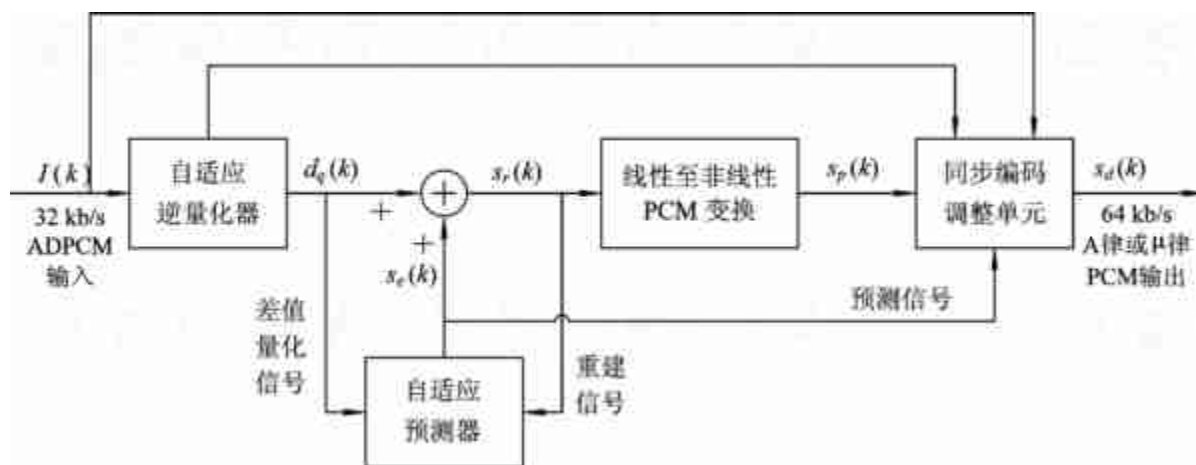 I(k)
32 kb/s
ADPCM
输入
自适应
逆量化器
d_q(k)
+
+
+
s_e(k)
s_r(k)
线性至非线性
PCM 变换
s_p(k)
同步编码
调整单元
s_d(k)
64 kb/s
A律或μ律
PCM输出
差值
量化
信号
自适应
预测器
重建
信号
预测信号